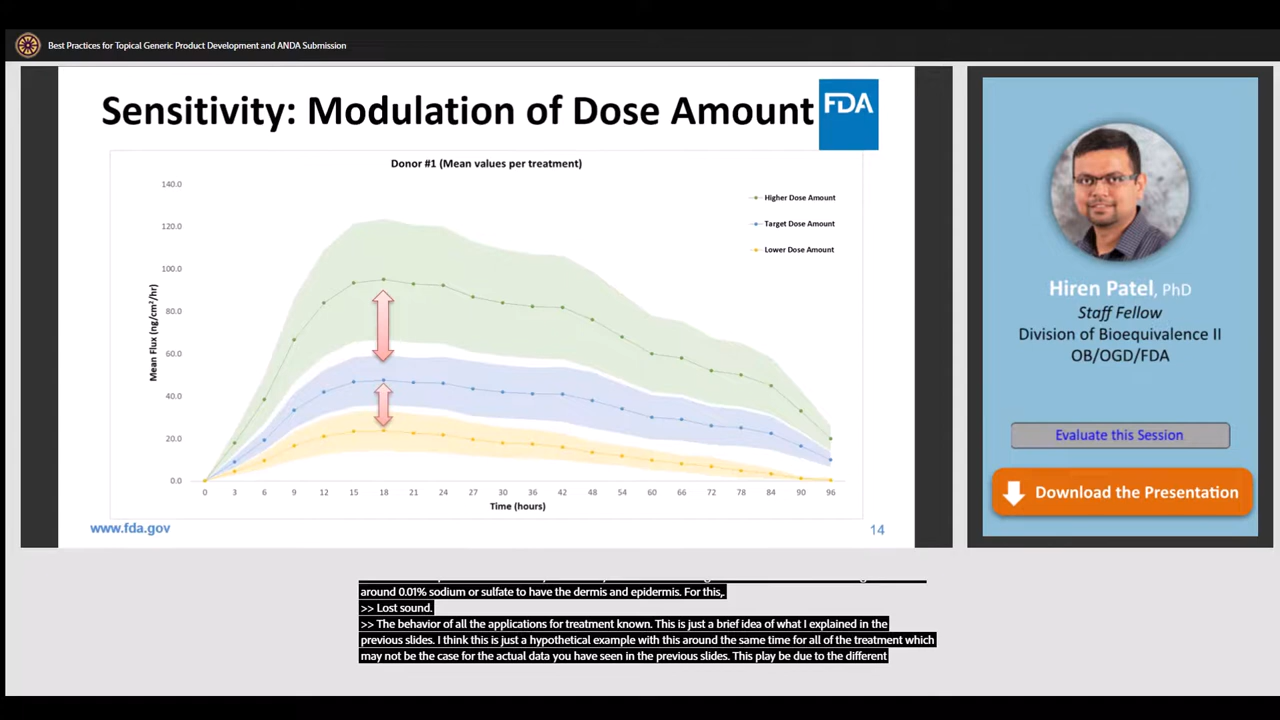 Best Practices for Topical Generic Product Development and ANDA Submission
Sensitivity: Modulation of Dose Amount
FDA
Donor #1 (Mean values per treatment)
140.0
120.0
100.0
80.0
60.0
40.0
20.0
0.0
Mean Flux (ng/cm²/hr)
Higher Dose Amount
Target Dose Amount
Lower Dose Amount
0 3 6 9 12 15 18 21 24 27 30 36 42 48 54 60 66 72 78 84 90 96
Time (hours)
www.fda.gov
14
Hiren Patel, PhD
Staff Fellow
Division of Bioequivalence II
OB/OGD/FDA
Evaluate this Session
Download the Presentation
around 0.01% sodium or sulfate to have the dermis and epidermis. For this,.
>> Lost sound.
>> The behavior of all the applications for treatment known. This is just a brief idea of what I explained in the
previous slides. I think this is just a hypothetical example with this around the same time for all of the treatment which
may not be the case for the actual data you have seen in the previous slides. This play be due to the different